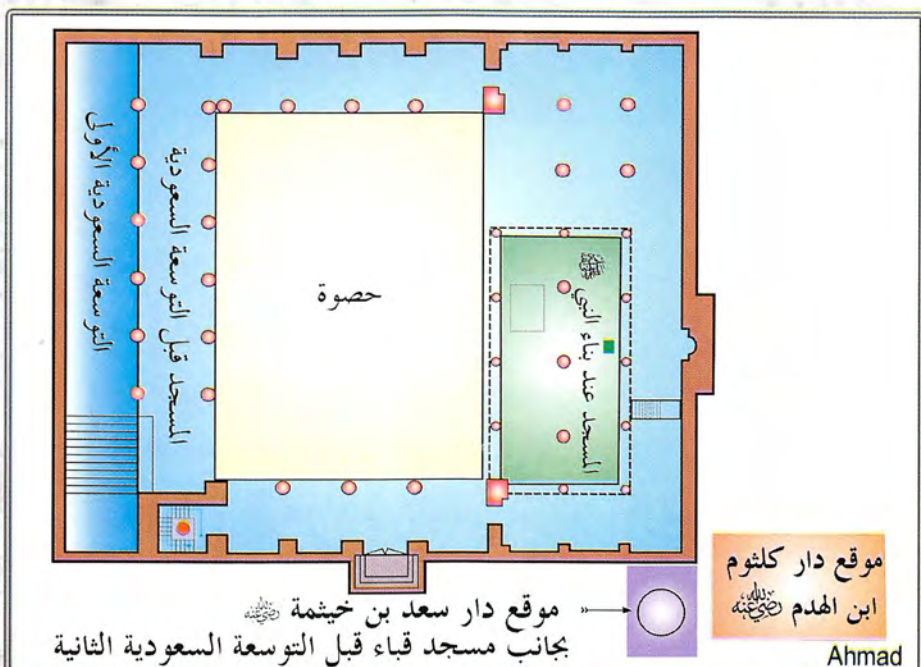 التوسعة السعودية الأولى
المسجد قبل التوسعة السعودية
حصوة
المسجد عند بناء النبي ﷺ
موقع دار كلثوم
ابن الهدم رضي الله عنه
موقع دار سعد بن خيثمة رضي الله عنه
بجانب مسجد قباء قبل التوسعة السعودية الثانية
Ahmad